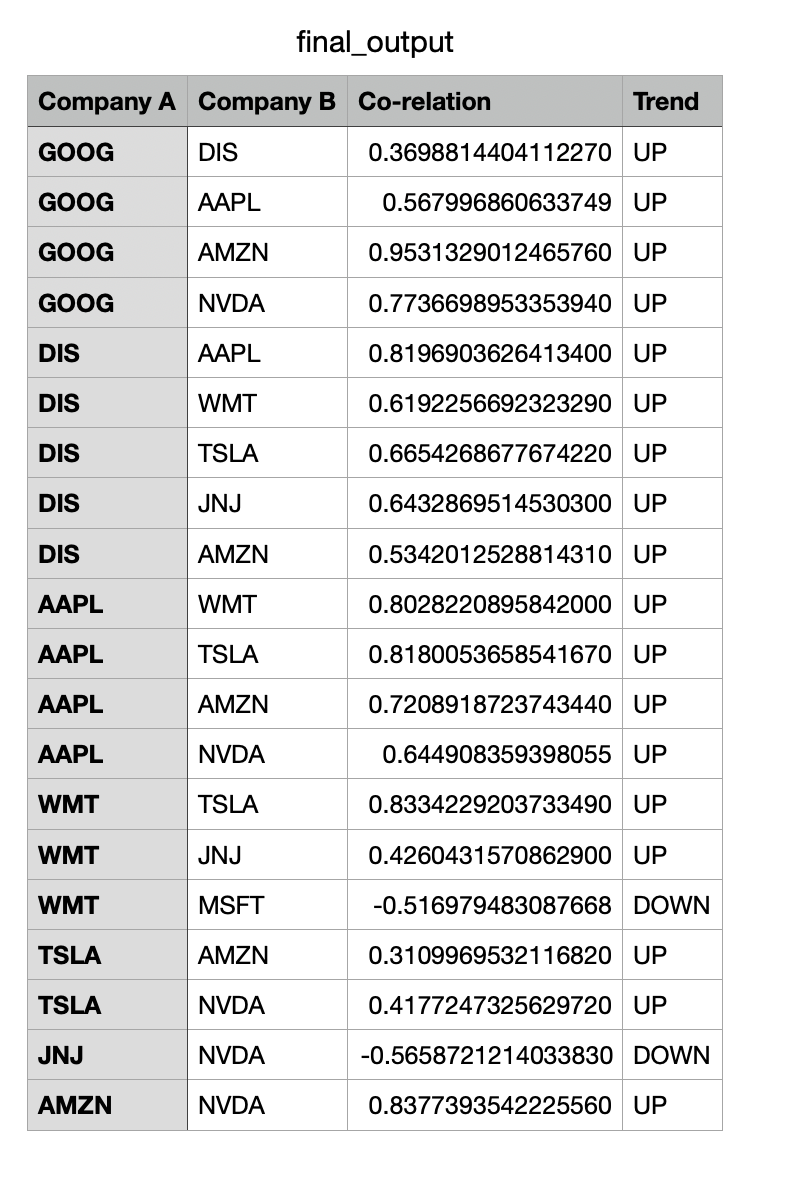 final_output
Company A Company B Co-relation Trend
GOOG DIS 0.3698814404112270 UP
GOOG AAPL 0.567996860633749 UP
GOOG AMZN 0.9531329012465760 UP
GOOG NVDA 0.7736698953353940 UP
DIS AAPL 0.8196903626413400 UP
DIS WMT 0.6192256692323290 UP
DIS TSLA 0.6654268677674220 UP
DIS JNJ 0.6432869514530300 UP
DIS AMZN 0.5342012528814310 UP
AAPL WMT 0.8028220895842000 UP
AAPL TSLA 0.8180053658541670 UP
AAPL AMZN 0.7208918723743440 UP
AAPL NVDA 0.644908359398055 UP
WMT TSLA 0.8334229203733490 UP
WMT JNJ 0.4260431570862900 UP
WMT MSFT -0.516979483087668 DOWN
TSLA AMZN 0.3109969532116820 UP
TSLA NVDA 0.4177247325629720 UP
JNJ NVDA -0.5658721214033830 DOWN
AMZN NVDA 0.8377393542225560 UP